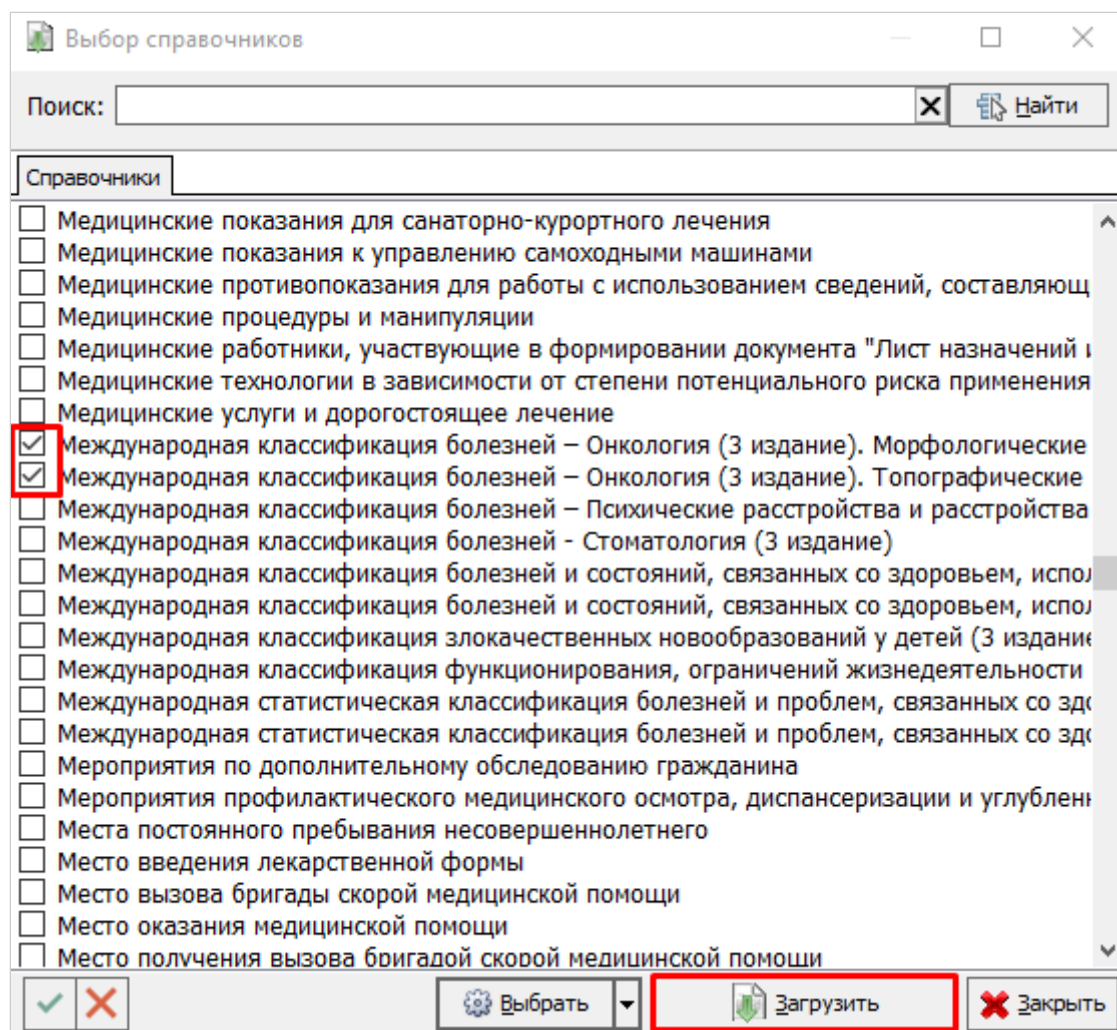 Выбор справочников
Поиск: Найти
Справочники
Медицинские показания для санаторно-курортного лечения
Медицинские показания к управлению самоходными машинами
Медицинские противопоказания для работы с использованием сведений, составляющ
Медицинские процедуры и манипуляции
Медицинские работники, участвующие в формировании документа "Лист назначений и
Медицинские технологии в зависимости от степени потенциального риска применения
Медицинские услуги и дорогостоящее лечение
Международная классификация болезней – Онкология (3 издание). Морфологические
Международная классификация болезней – Онкология (3 издание). Топографические
Международная классификация болезней – Психические расстройства и расстройства
Международная классификация болезней - Стоматология (3 издание)
Международная классификация болезней и состояний, связанных со здоровьем, испол
Международная классификация болезней и состояний, связанных со здоровьем, испол
Международная классификация злокачественных новообразований у детей (3 издание
Международная классификация функционирования, ограничений жизнедеятельности
Международная статистическая классификация болезней и проблем, связанных со здо
Международная статистическая классификация болезней и проблем, связанных со здо
Мероприятия по дополнительному обследованию гражданина
Мероприятия профилактического медицинского осмотра, диспансеризации и углубленн
Места постоянного пребывания несовершеннолетнего
Место введения лекарственной формы
Место вызова бригады скорой медицинской помощи
Место оказания медицинской помощи
Место получения вызова бригадой скорой медицинской помощи
Выбрать Загрузить Закрыть